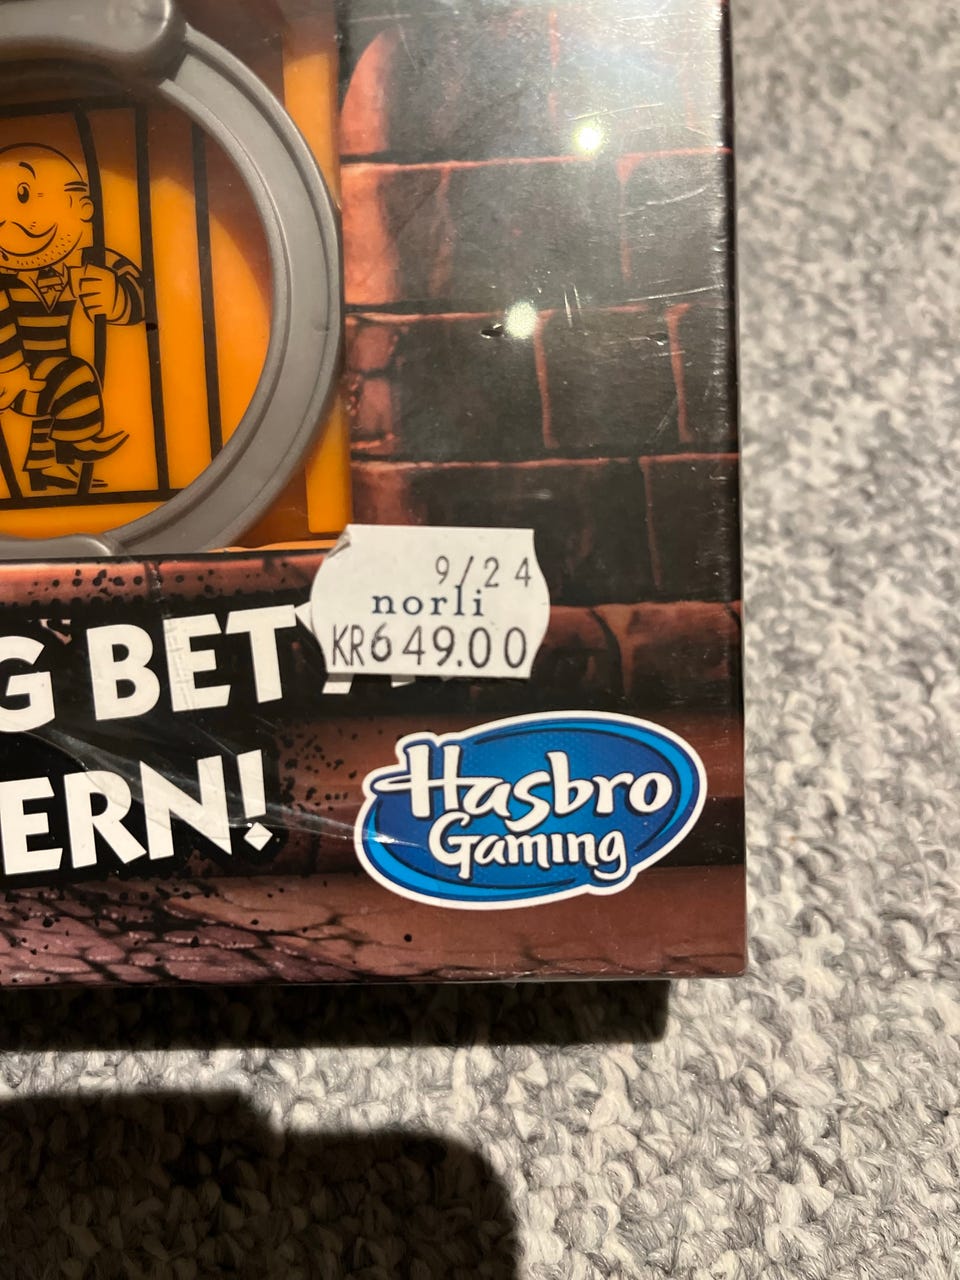 9/24
norli
KR649.00
G BET
ERN!
Hasbro
Gaming